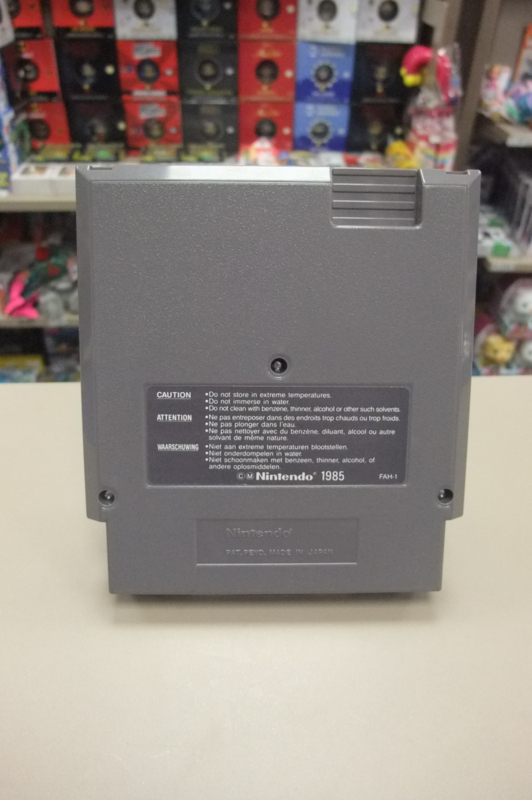 CAUTION •Do not store in extreme temperatures.
•Do not immerse in water.
•Do not clean with benzene, thinner, alcohol or other such solvents.
ATTENTION •Ne pas entreposer dans des endroits trop chauds ou trop froids.
•Ne pas plonger dans l'eau.
•Ne pas nettoyer avec du benzène, diluant, alcool ou autre
solvant de même nature.
WAARSCHUWING •Niet aan extreme temperaturen blootstellen.
•Niet onderdompelen in water.
•Niet schoonmaken met benzeen, thinner, alcohol, of
andere oplosmiddelen.
©M Nintendo® 1985 FAH-1
Nintendo®
PAT. PEND. MADE IN JAPAN